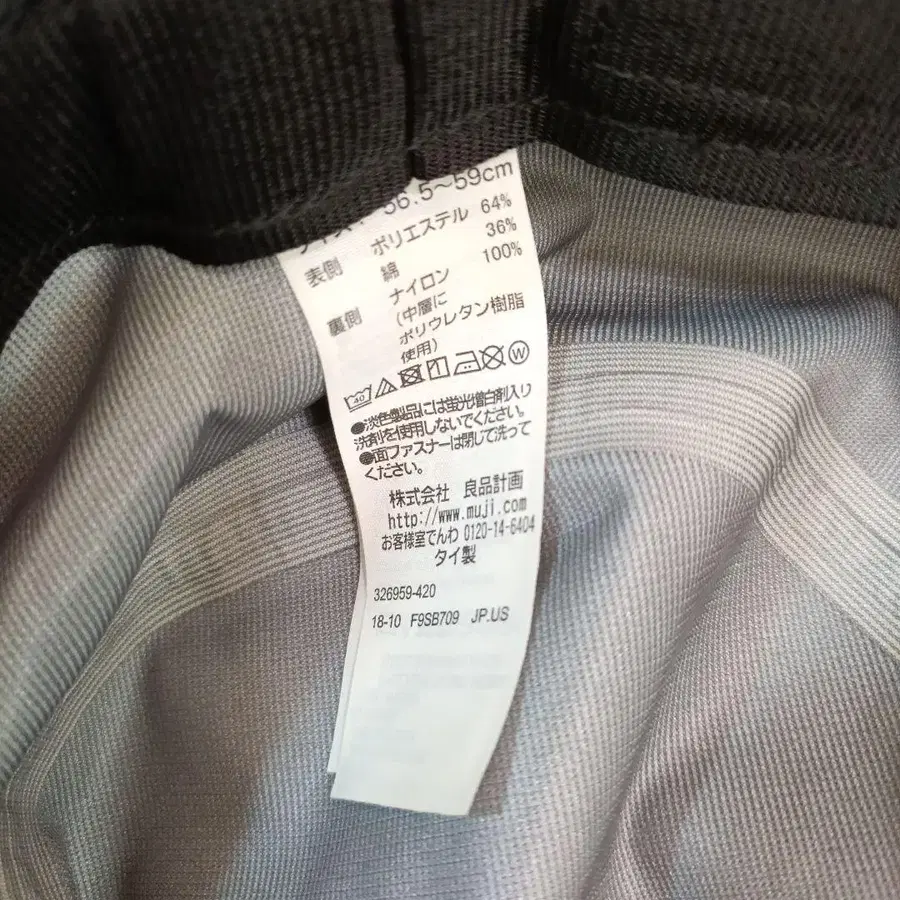 サイズ: 56.5～59cm
表側 ポリエステル 64%
綿 36%
裏側 ナイロン 100%
(中層に
ポリウレタン樹脂
使用)
40 W
●淡色製品には蛍光増白剤入り
洗剤を使用しないでください。
●面ファスナーは閉じて洗って
ください。
株式会社 良品計画
http://www.muji.com
お客様室でんわ 0120-14-6404
タイ製
326959-420
18-10 F9SB709 JP.US